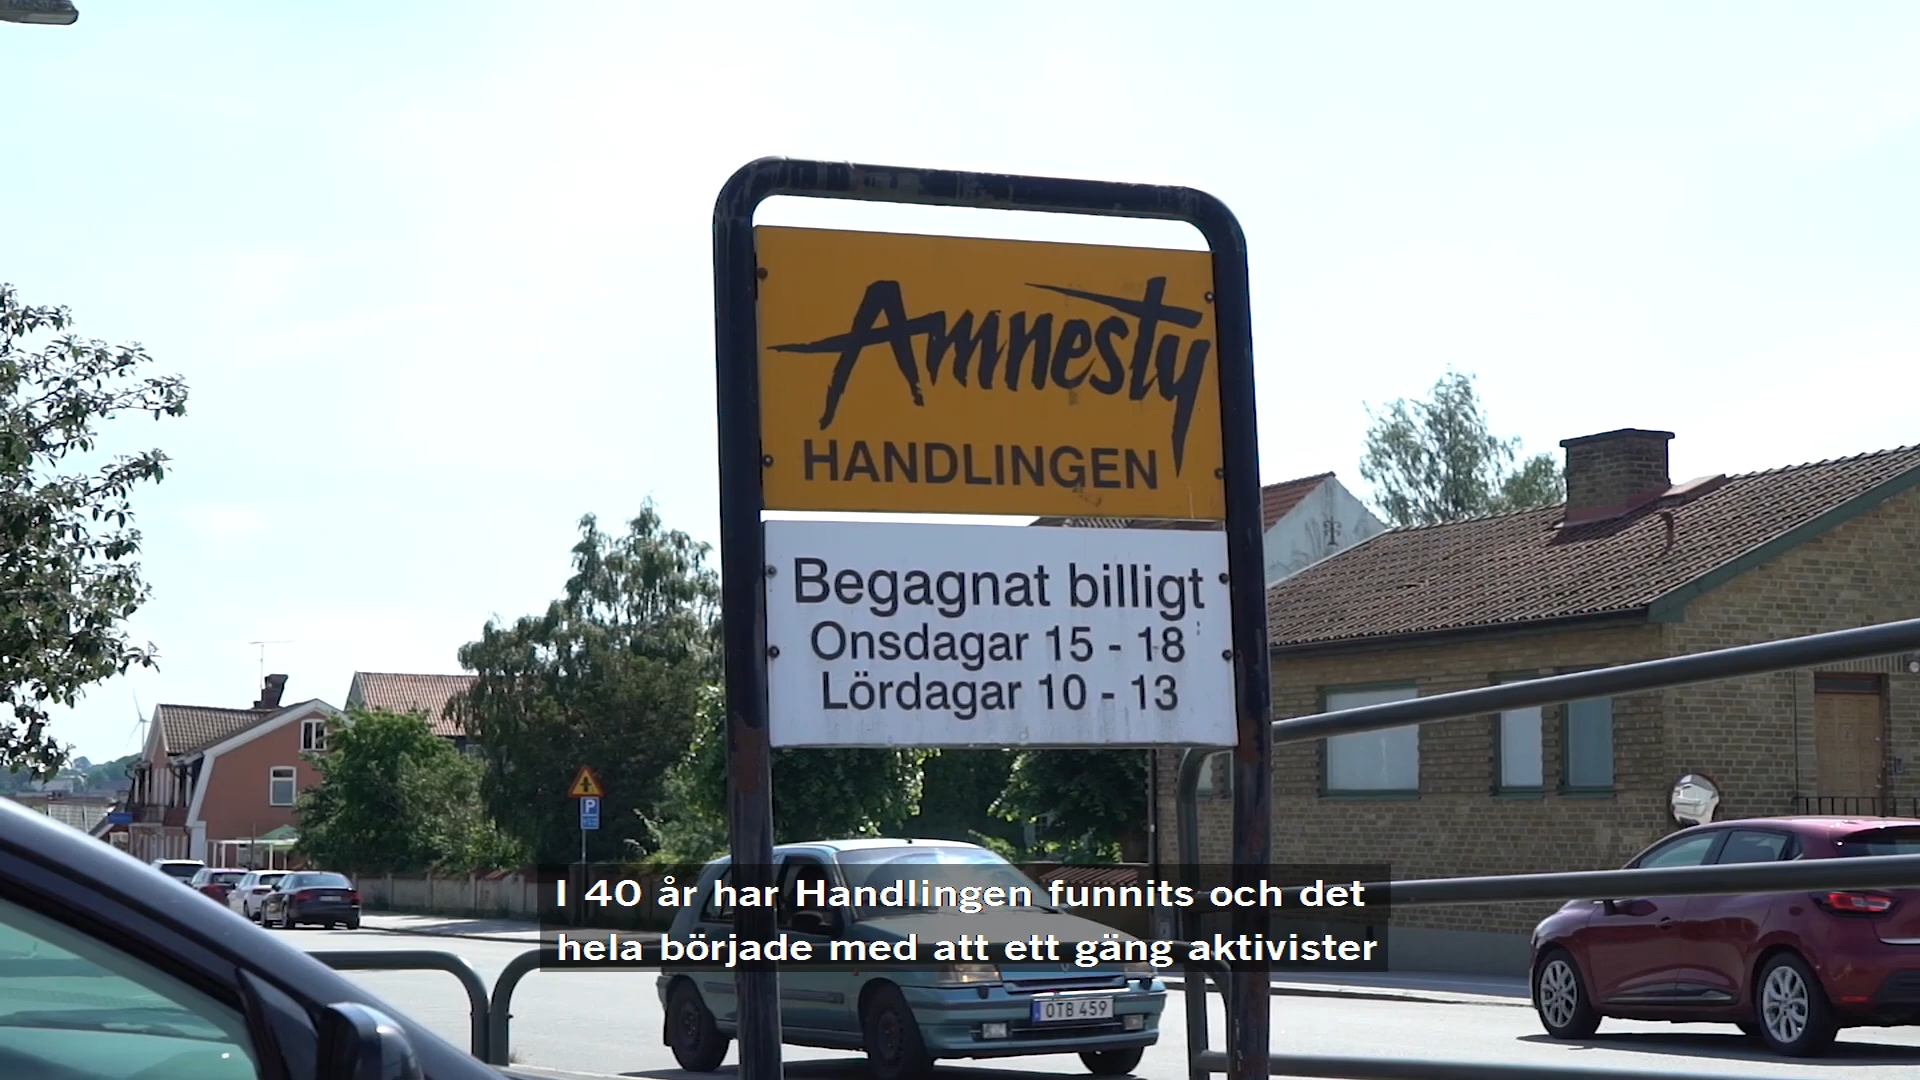 Amnesty
HANDLINGEN
Begagnat billigt
Onsdagar 15 - 18
Lördagar 10 - 13
P
I 40 år har Handlingen funnits och det
hela började med att ett gäng aktivister
OTB 459